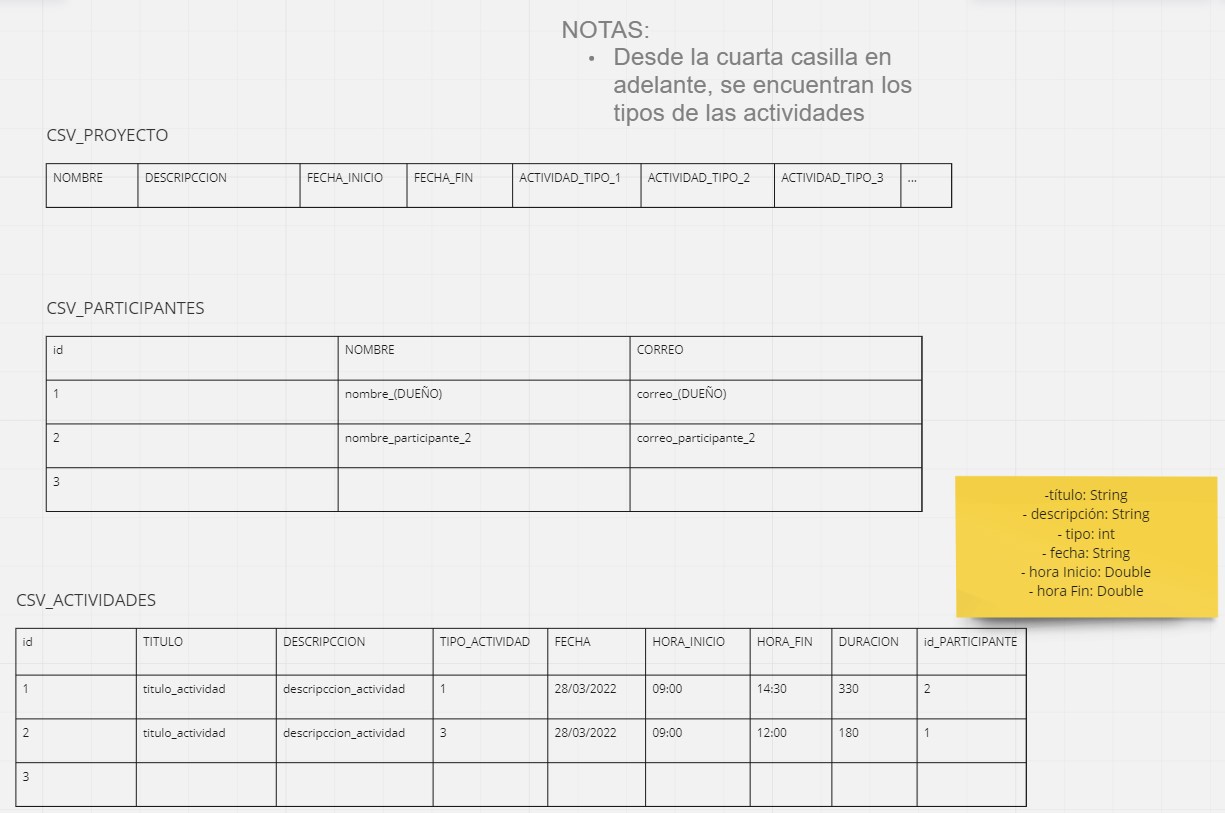 NOTAS:
• Desde la cuarta casilla en
adelante, se encuentran los
tipos de las actividades
CSV_PROYECTO
NOMBRE DESCRIPCCION FECHA_INICIO FECHA_FIN ACTIVIDAD_TIPO_1 ACTIVIDAD_TIPO_2 ACTIVIDAD_TIPO_3 ...
CSV_PARTICIPANTES
id NOMBRE CORREO
1 nombre_(DUEÑO) correo_(DUEÑO)
2 nombre_participante_2 correo_participante_2
3
-título: String
- descripción: String
- tipo: int
- fecha: String
- hora Inicio: Double
- hora Fin: Double
CSV_ACTIVIDADES
id TITULO DESCRIPCCION TIPO_ACTIVIDAD FECHA HORA_INICIO HORA_FIN DURACION id_PARTICIPANTE
1 titulo_actividad descripccion_actividad 1 28/03/2022 09:00 14:30 330 2
2 titulo_actividad descripccion_actividad 3 28/03/2022 09:00 12:00 180 1
3